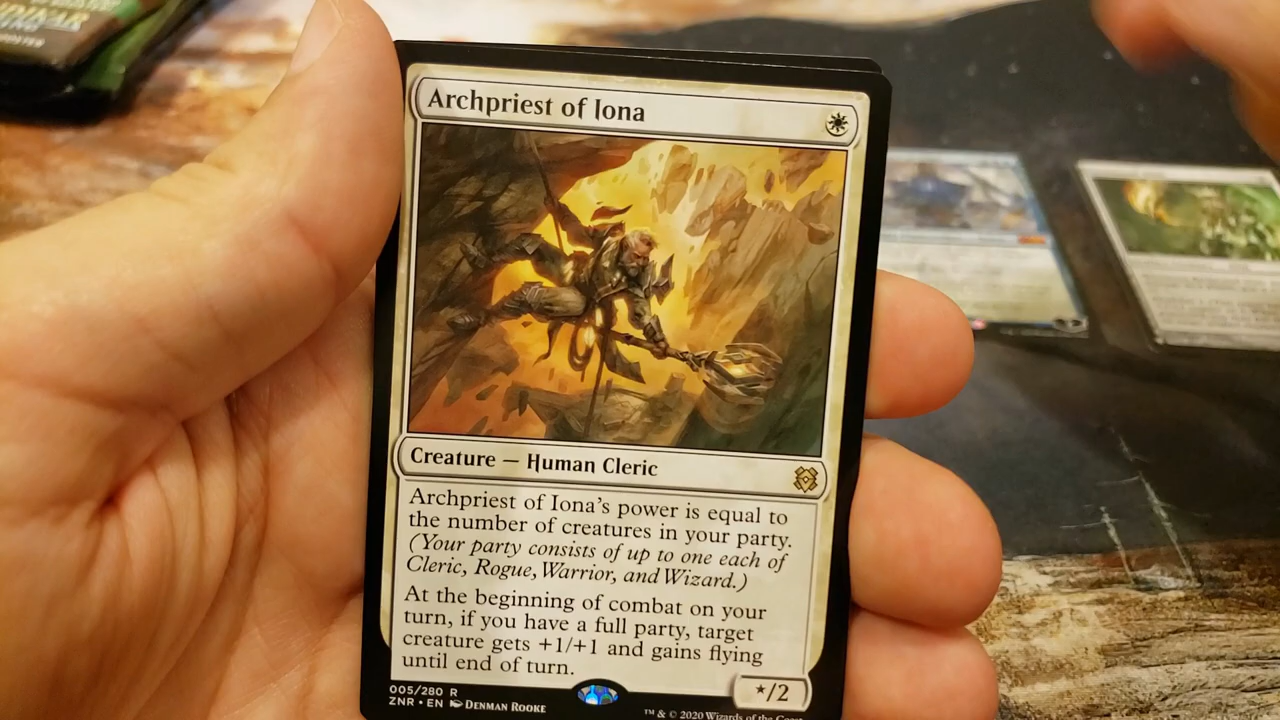 Archpriest of Iona
Creature — Human Cleric
Archpriest of Iona's power is equal to
the number of creatures in your party.
(Your party consists of up to one each of
Cleric, Rogue, Warrior, and Wizard.)
At the beginning of combat on your
turn, if you have a full party, target
creature gets +1/+1 and gains flying
until end of turn.
*/2
005/280 R
ZNR • EN DENMAN ROOKE
™ & © 2020 Wizards of the Coast